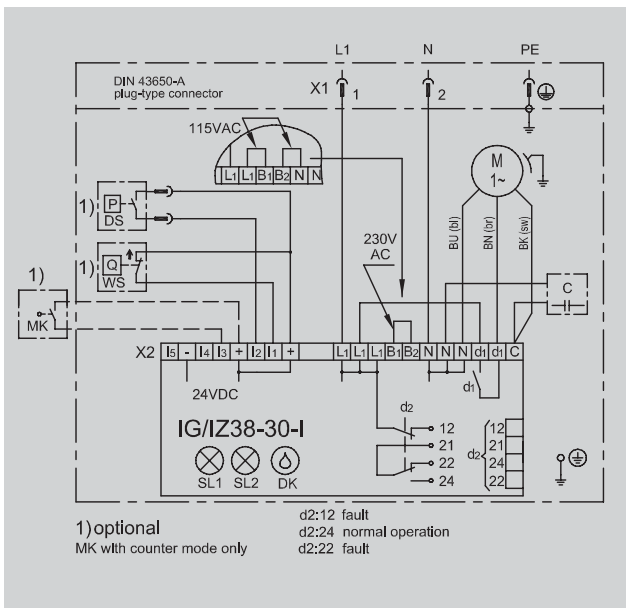 L1 N PE
DIN 43650-A
plug-type connector
X1 1 2
115VAC
L1 L1 B1 B2 N N
M
1~
1) P
DS
1) Q
WS
1)
MK
BU (bl)
BN (br)
BK (sw)
230V
AC
C
X2 I5 - I4 I3 + I2 I1 + L1 L1 L1 B1 B2 N N N d1 d1 C
24VDC
d1
d2
IG/IZ38-30-I
12
21
22
24
d2
12
21
24
22
SL1 SL2 DK
1) optional
MK with counter mode only
d2:12 fault
d2:24 normal operation
d2:22 fault